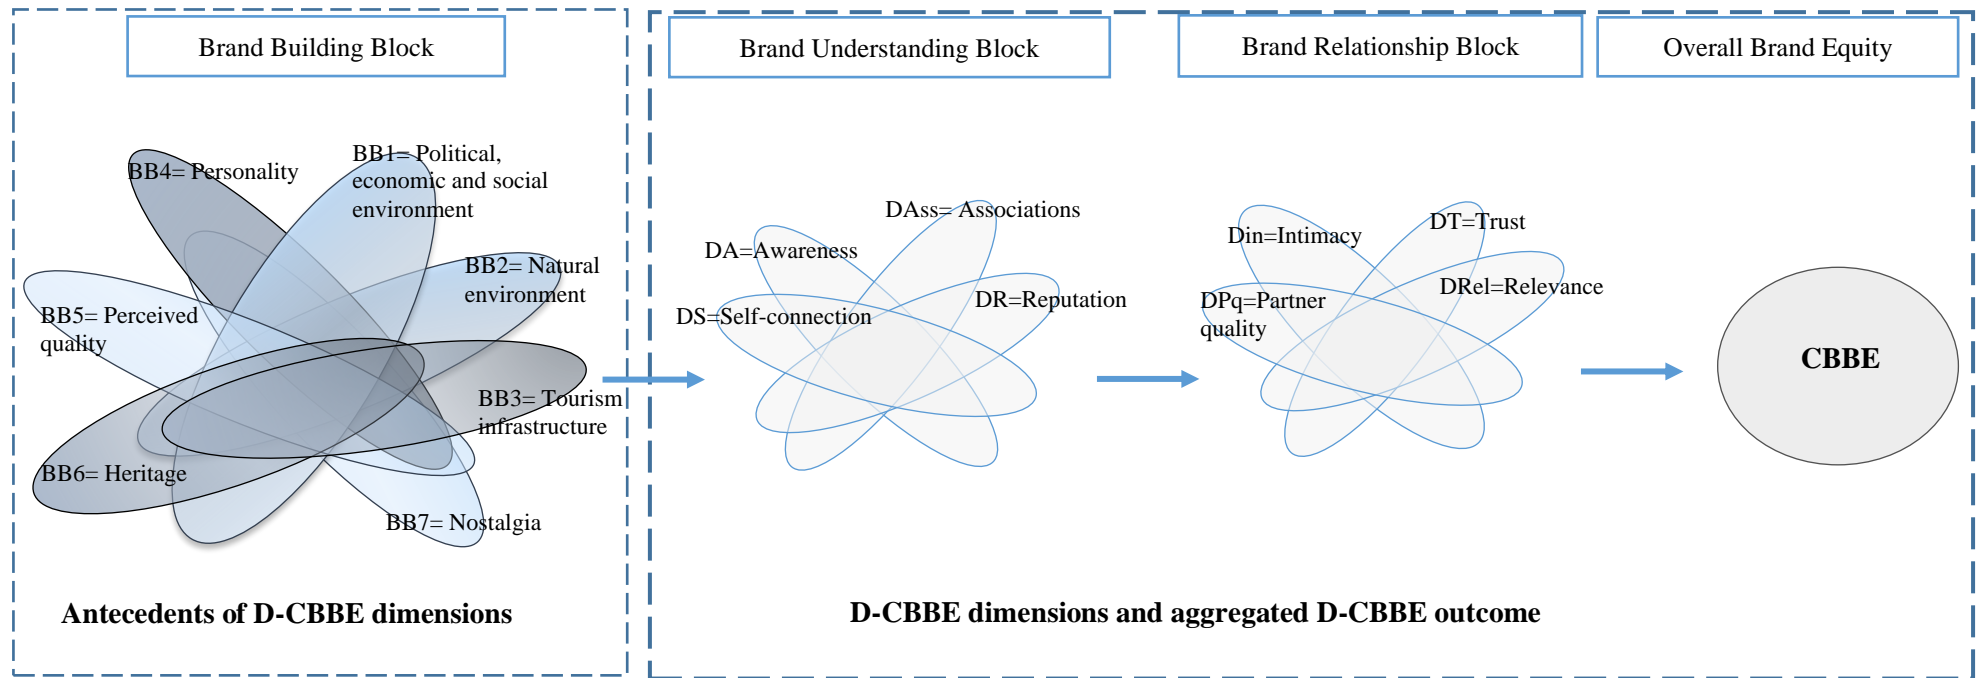 Brand Building Block
Brand Understanding Block
Brand Relationship Block
Overall Brand Equity
BB4= Personality
BB1= Political,
economic and social
environment
BB2= Natural
environment
BB5= Perceived
quality
BB3= Tourism
infrastructure
BB6= Heritage
BB7= Nostalgia
DAss= Associations
DA=Awareness
DR=Reputation
DS=Self-connection
DT=Trust
Din=Intimacy
DRel=Relevance
DPq=Partner
quality
CBBE
Antecedents of D-CBBE dimensions
D-CBBE dimensions and aggregated D-CBBE outcome